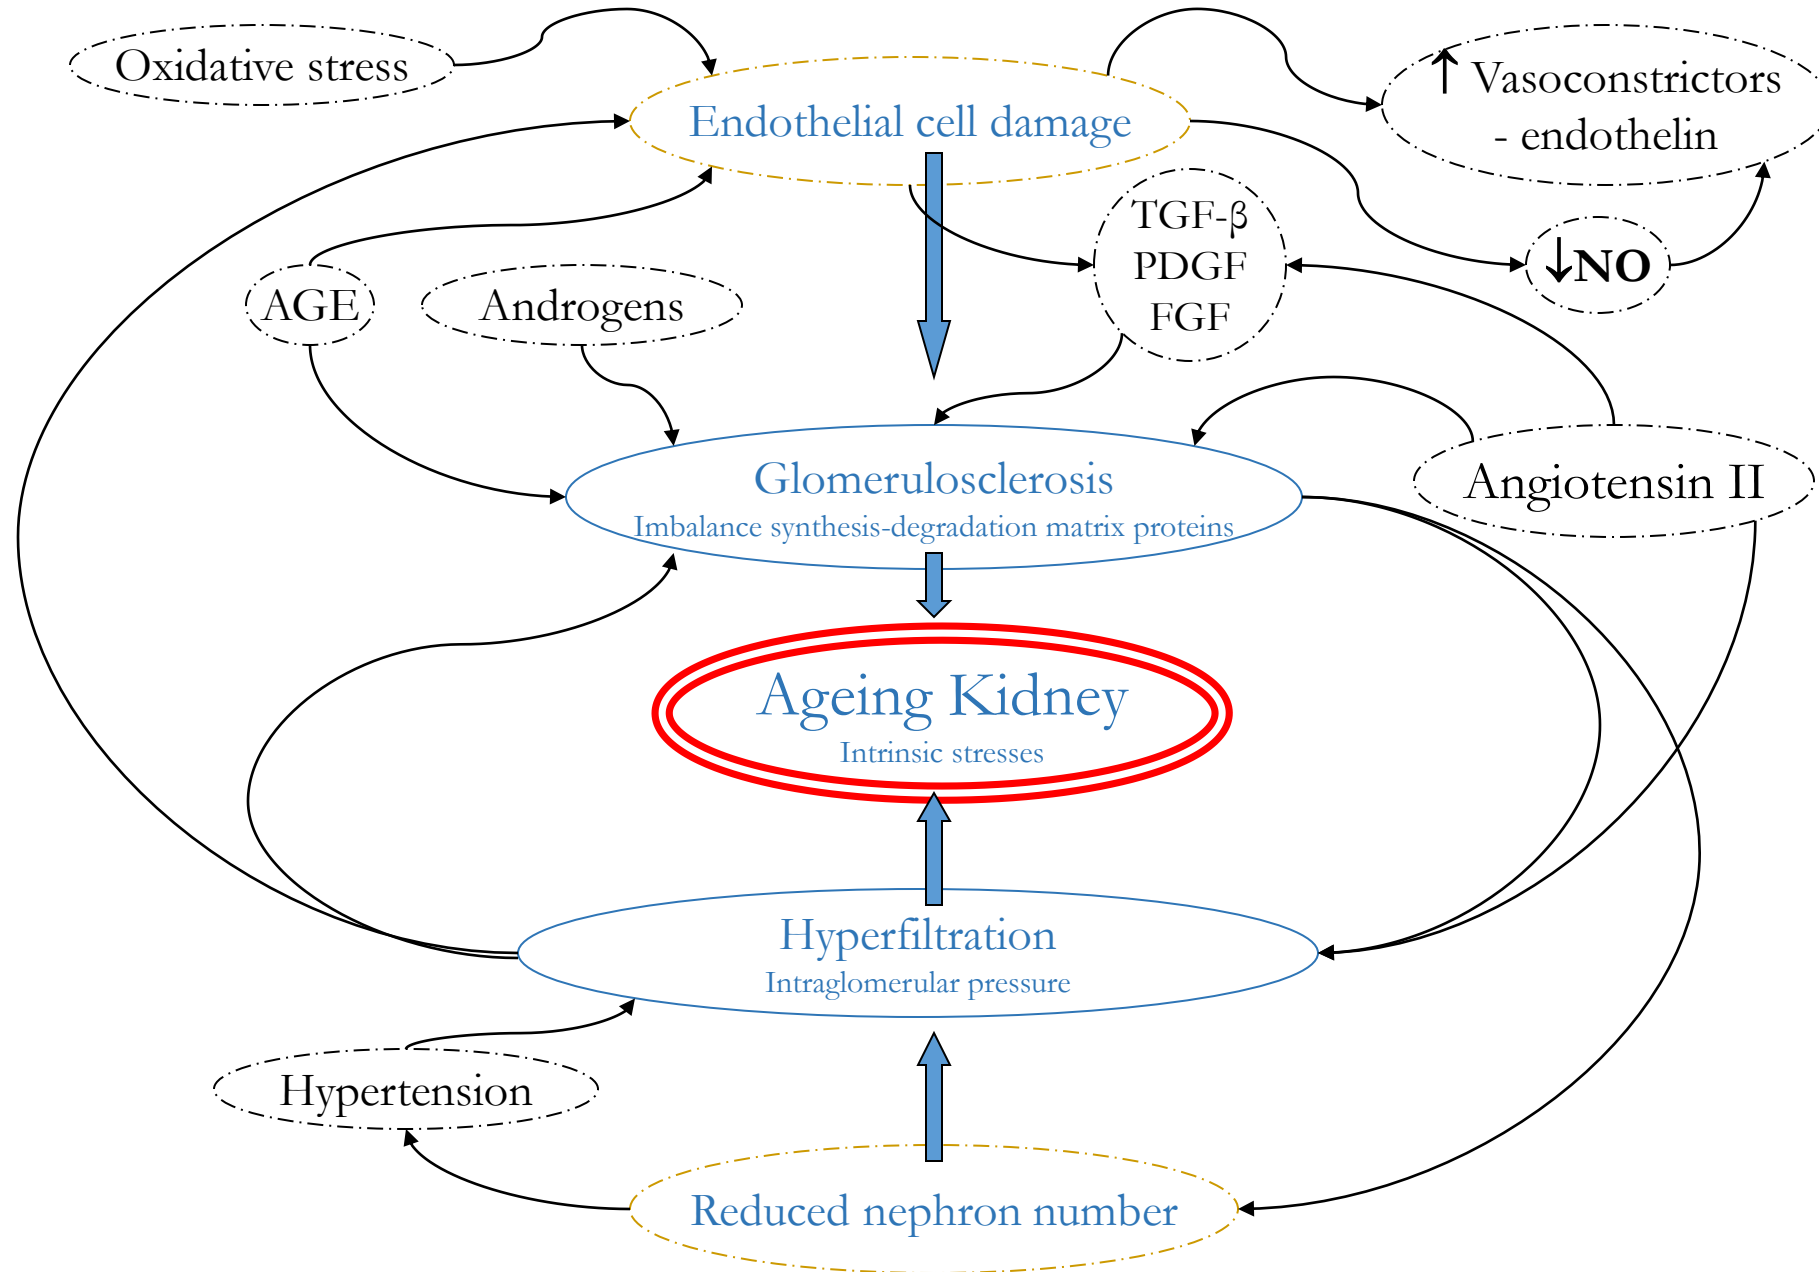 Oxidative stress
Endothelial cell damage
↑ Vasoconstrictors
- endothelin
TGF-β
PDGF
FGF
↓NO
AGE
Androgens
Glomerulosclerosis
Imbalance synthesis-degradation matrix proteins
Angiotensin II
Ageing Kidney
Intrinsic stresses
Hyperfiltration
Intraglomerular pressure
Hypertension
Reduced nephron number